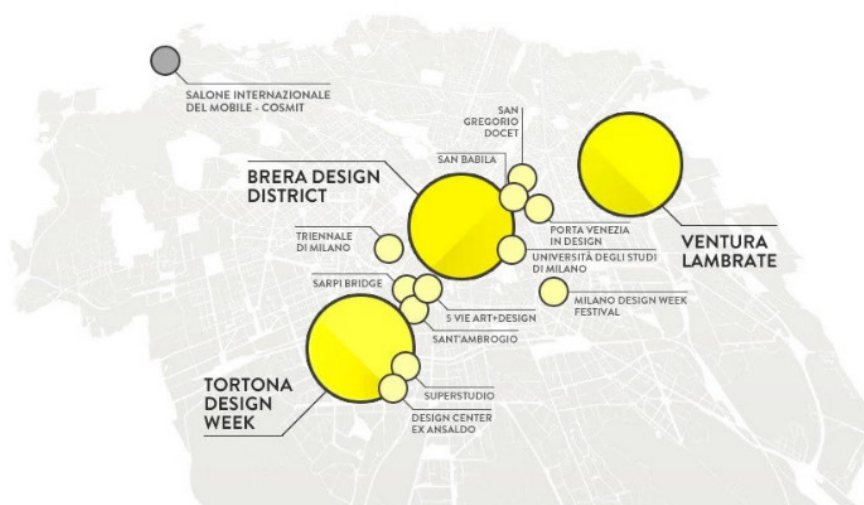 SALONE INTERNAZIONALE
DEL MOBILE - COSMIT
SAN
GREGORIO
DOCET
SAN BABILA
BRERA DESIGN
DISTRICT
PORTA VENEZIA
IN DESIGN
TRIENNALE
DI MILANO
UNIVERSITÀ DEGLI STUDI
DI MILANO
VENTURA
LAMBRATE
SARPI BRIDGE
MILANO DESIGN WEEK
FESTIVAL
5 VIE ART+DESIGN
SANT'AMBROGIO
TORTONA
DESIGN
WEEK
SUPERSTUDIO
DESIGN CENTER
EX ANSALDO